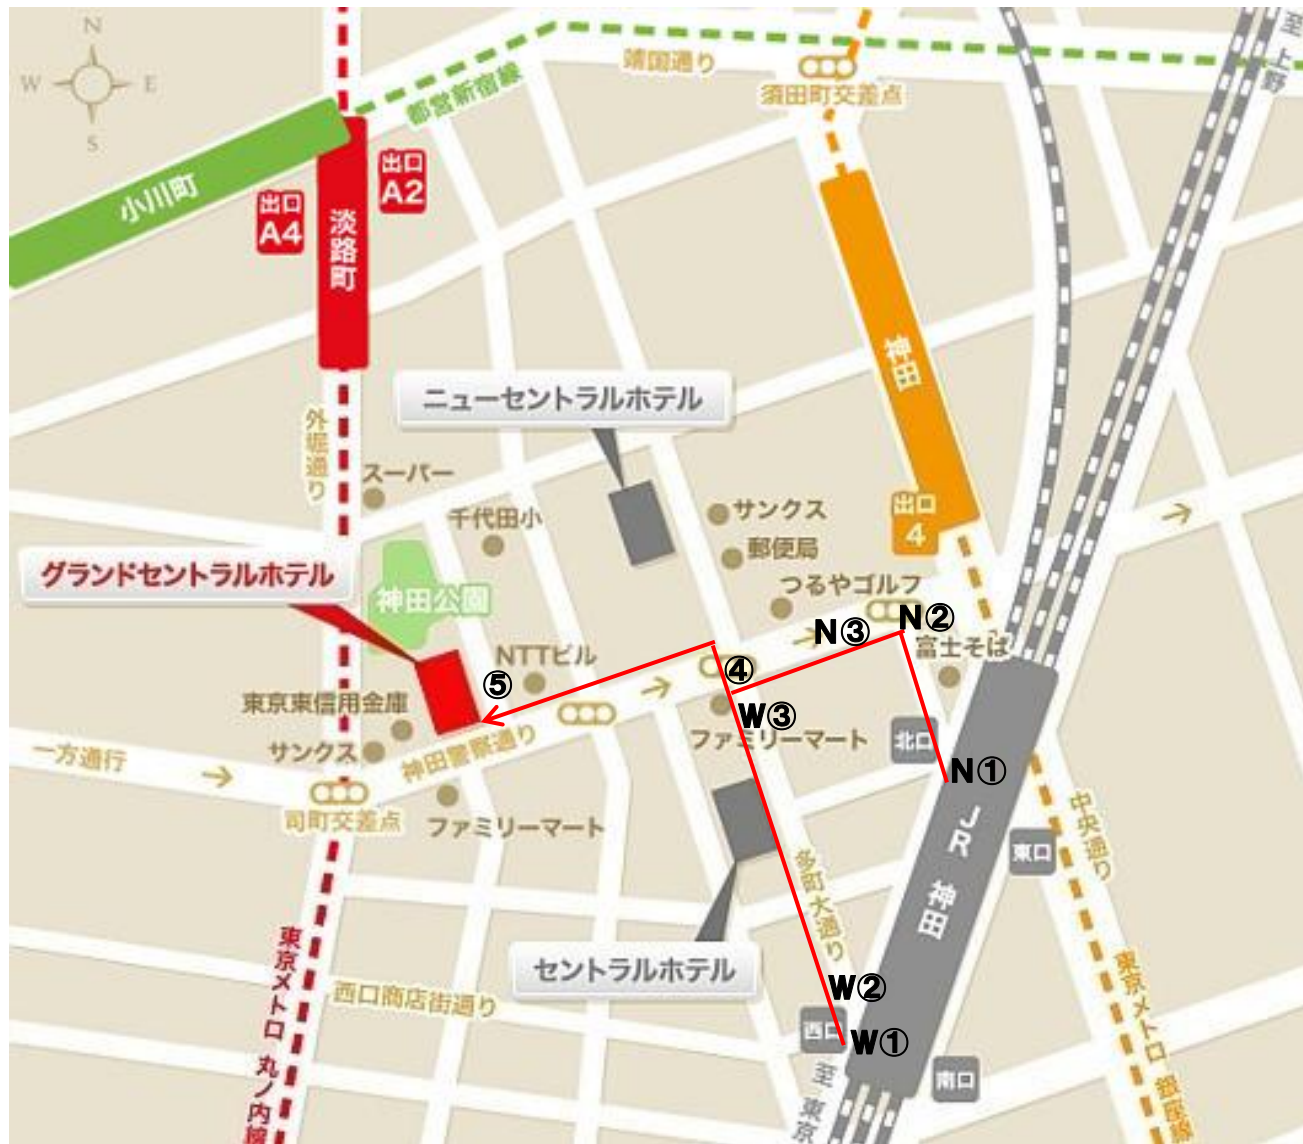 N
W
E
S
靖国通り
須田町交差点
至上野
都営新宿線
小川町
出口
A2
出口
A4
淡路町
神田
ニューセントラルホテル
外堀通り
スーパー
千代田小
サンクス
郵便局
出口
4
つるやゴルフ
グランドセントラルホテル
神田公園
N②
N③
富士そば
NTTビル
④
⑤
東京東信用金庫
W③
ファミリーマート
北口
サンクス
神田警察通り
一方通行
N①
司町交差点
ファミリーマート
JR 神田
東口
中央通り
多町大通り
セントラルホテル
西口商店街通り
W②
西口
W①
南口
至東京
東京メトロ 丸ノ内線
東京メトロ 銀座線